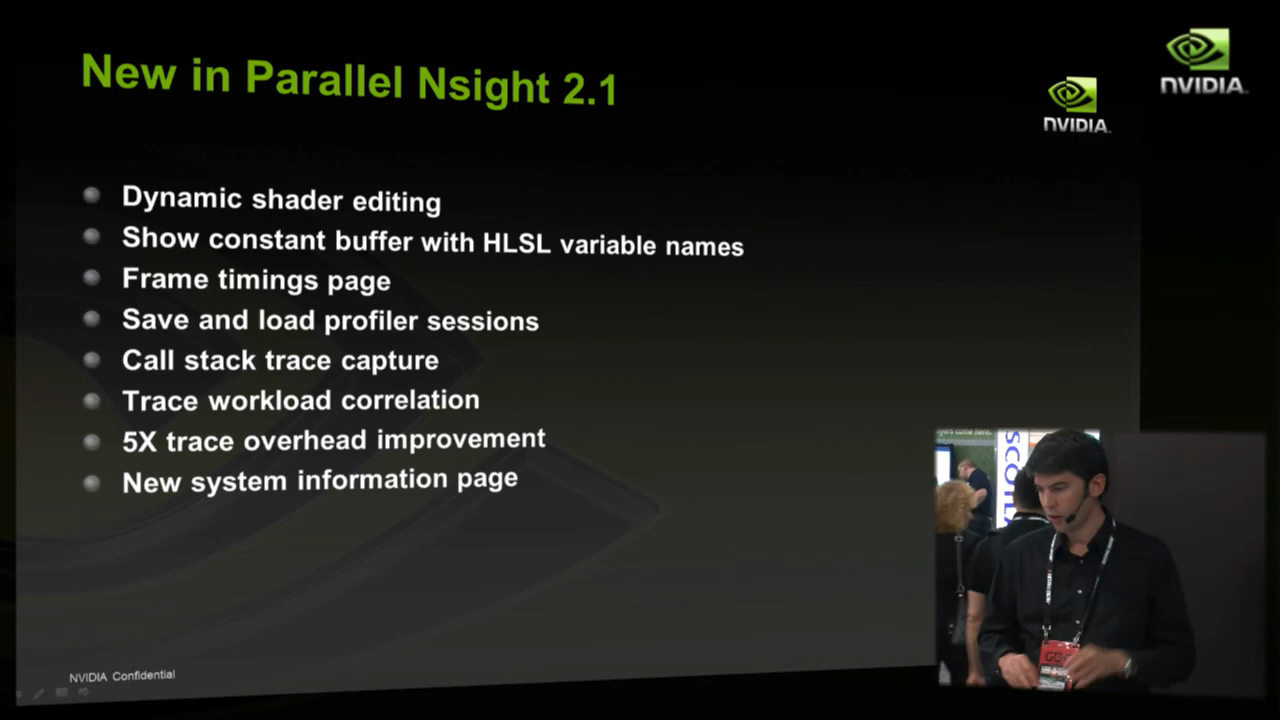 New in Parallel Nsight 2.1
NVIDIA
NVIDIA
Dynamic shader editing
Show constant buffer with HLSL variable names
Frame timings page
Save and load profiler sessions
Call stack trace capture
Trace workload correlation
5X trace overhead improvement
New system information page
NVIDIA Confidential